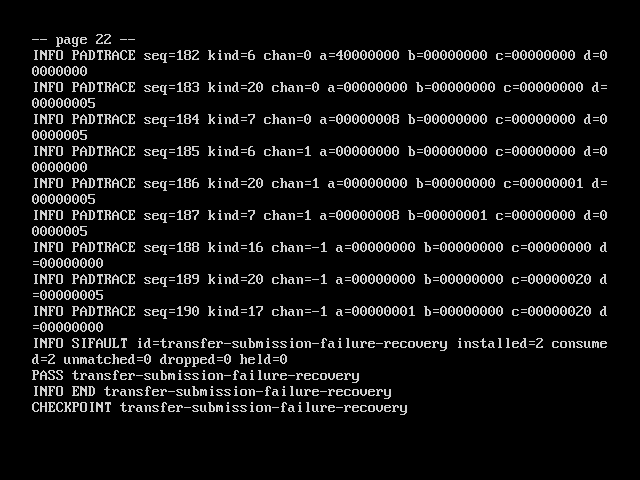 -- page 22 --
INFO PADTRACE seq=182 kind=6 chan=0 a=40000000 b=00000000 c=00000000 d=0
0000000
INFO PADTRACE seq=183 kind=20 chan=0 a=00000000 b=00000000 c=00000000 d=
00000005
INFO PADTRACE seq=184 kind=7 chan=0 a=00000008 b=00000000 c=00000000 d=0
0000005
INFO PADTRACE seq=185 kind=6 chan=1 a=40000000 b=00000000 c=00000000 d=0
0000000
INFO PADTRACE seq=186 kind=20 chan=1 a=00000000 b=00000000 c=00000001 d=
00000005
INFO PADTRACE seq=187 kind=7 chan=1 a=00000008 b=00000001 c=00000000 d=0
0000005
INFO PADTRACE seq=188 kind=16 chan=-1 a=00000000 b=00000000 c=00000000 d
=00000000
INFO PADTRACE seq=189 kind=20 chan=-1 a=00000000 b=00000000 c=00000020 d
=00000005
INFO PADTRACE seq=190 kind=17 chan=-1 a=00000001 b=00000000 c=00000020 d
=00000000
INFO SIFAULT id=transfer-submission-failure-recovery installed=2 consume
d=2 unmatched=0 dropped=0 held=0
PASS transfer-submission-failure-recovery
INFO END transfer-submission-failure-recovery
CHECKPOINT transfer-submission-failure-recovery